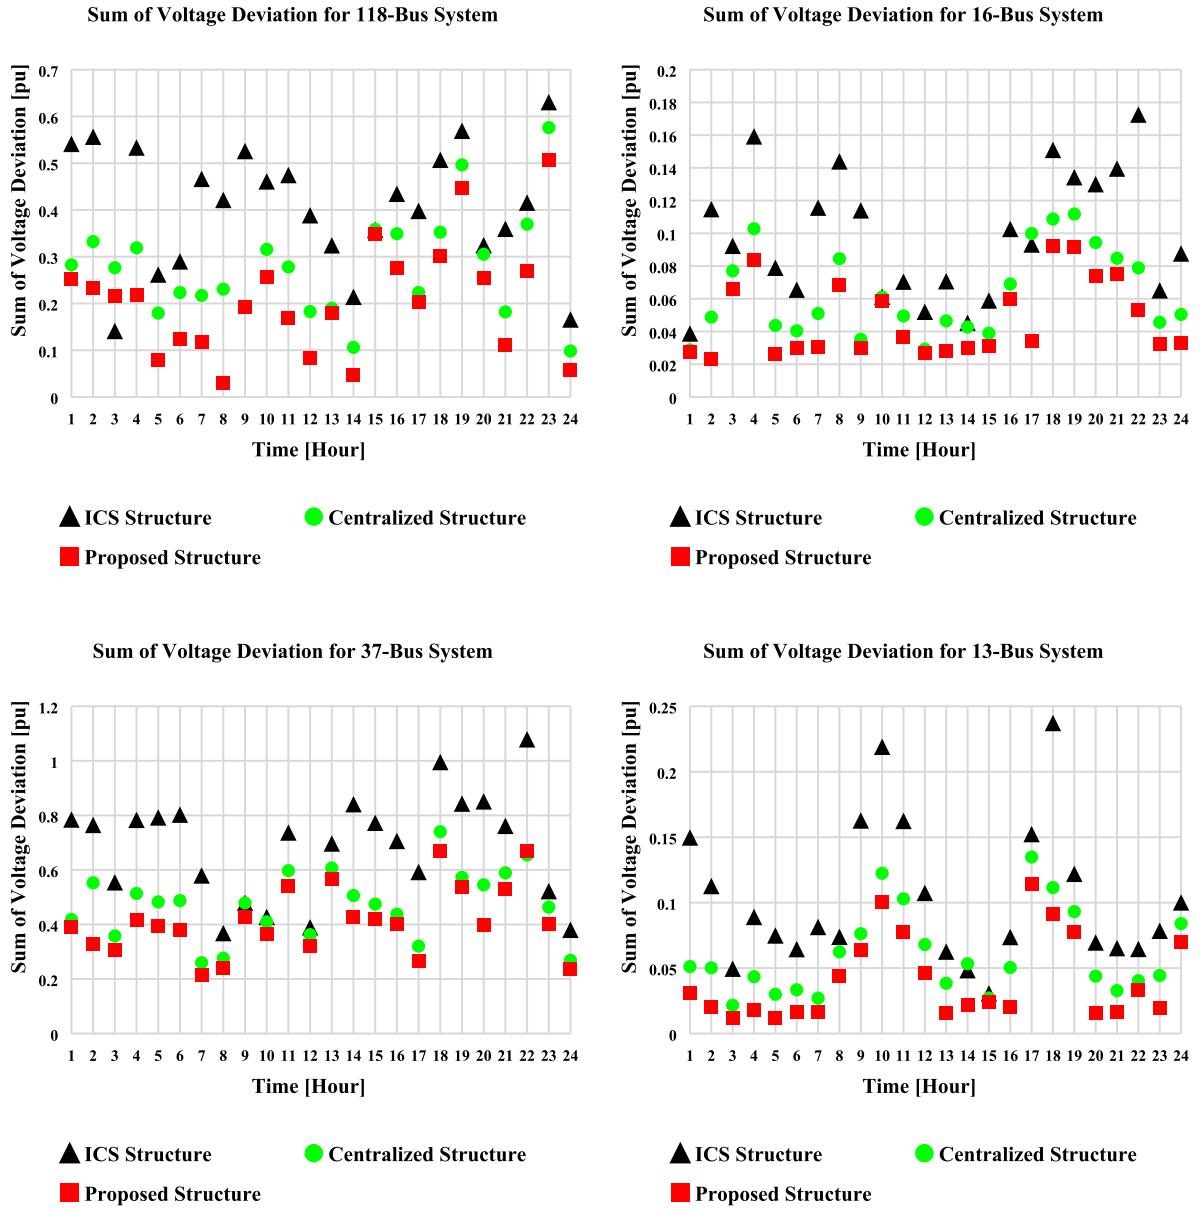 Sum of Voltage Deviation for 118-Bus System
Sum of Voltage Deviation [pu]
0.7
0.6
0.5
0.4
0.3
0.2
0.1
0
1 2 3 4 5 6 7 8 9 10 11 12 13 14 15 16 17 18 19 20 21 22 23 24
Time [Hour]
ICS Structure
Centralized Structure
Proposed Structure
Sum of Voltage Deviation for 16-Bus System
Sum of Voltage Deviation [pu]
0.2
0.18
0.16
0.14
0.12
0.1
0.08
0.06
0.04
0.02
0
1 2 3 4 5 6 7 8 9 10 11 12 13 14 15 16 17 18 19 20 21 22 23 24
Time [Hour]
ICS Structure
Centralized Structure
Proposed Structure
Sum of Voltage Deviation for 37-Bus System
Sum of Voltage Deviation [pu]
1.2
1
0.8
0.6
0.4
0.2
0
1 2 3 4 5 6 7 8 9 10 11 12 13 14 15 16 17 18 19 20 21 22 23 24
Time [Hour]
ICS Structure
Centralized Structure
Proposed Structure
Sum of Voltage Deviation for 13-Bus System
Sum of Voltage Deviation [pu]
0.25
0.2
0.15
0.1
0.05
0
1 2 3 4 5 6 7 8 9 10 11 12 13 14 15 16 17 18 19 20 21 22 23 24
Time [Hour]
ICS Structure
Centralized Structure
Proposed Structure